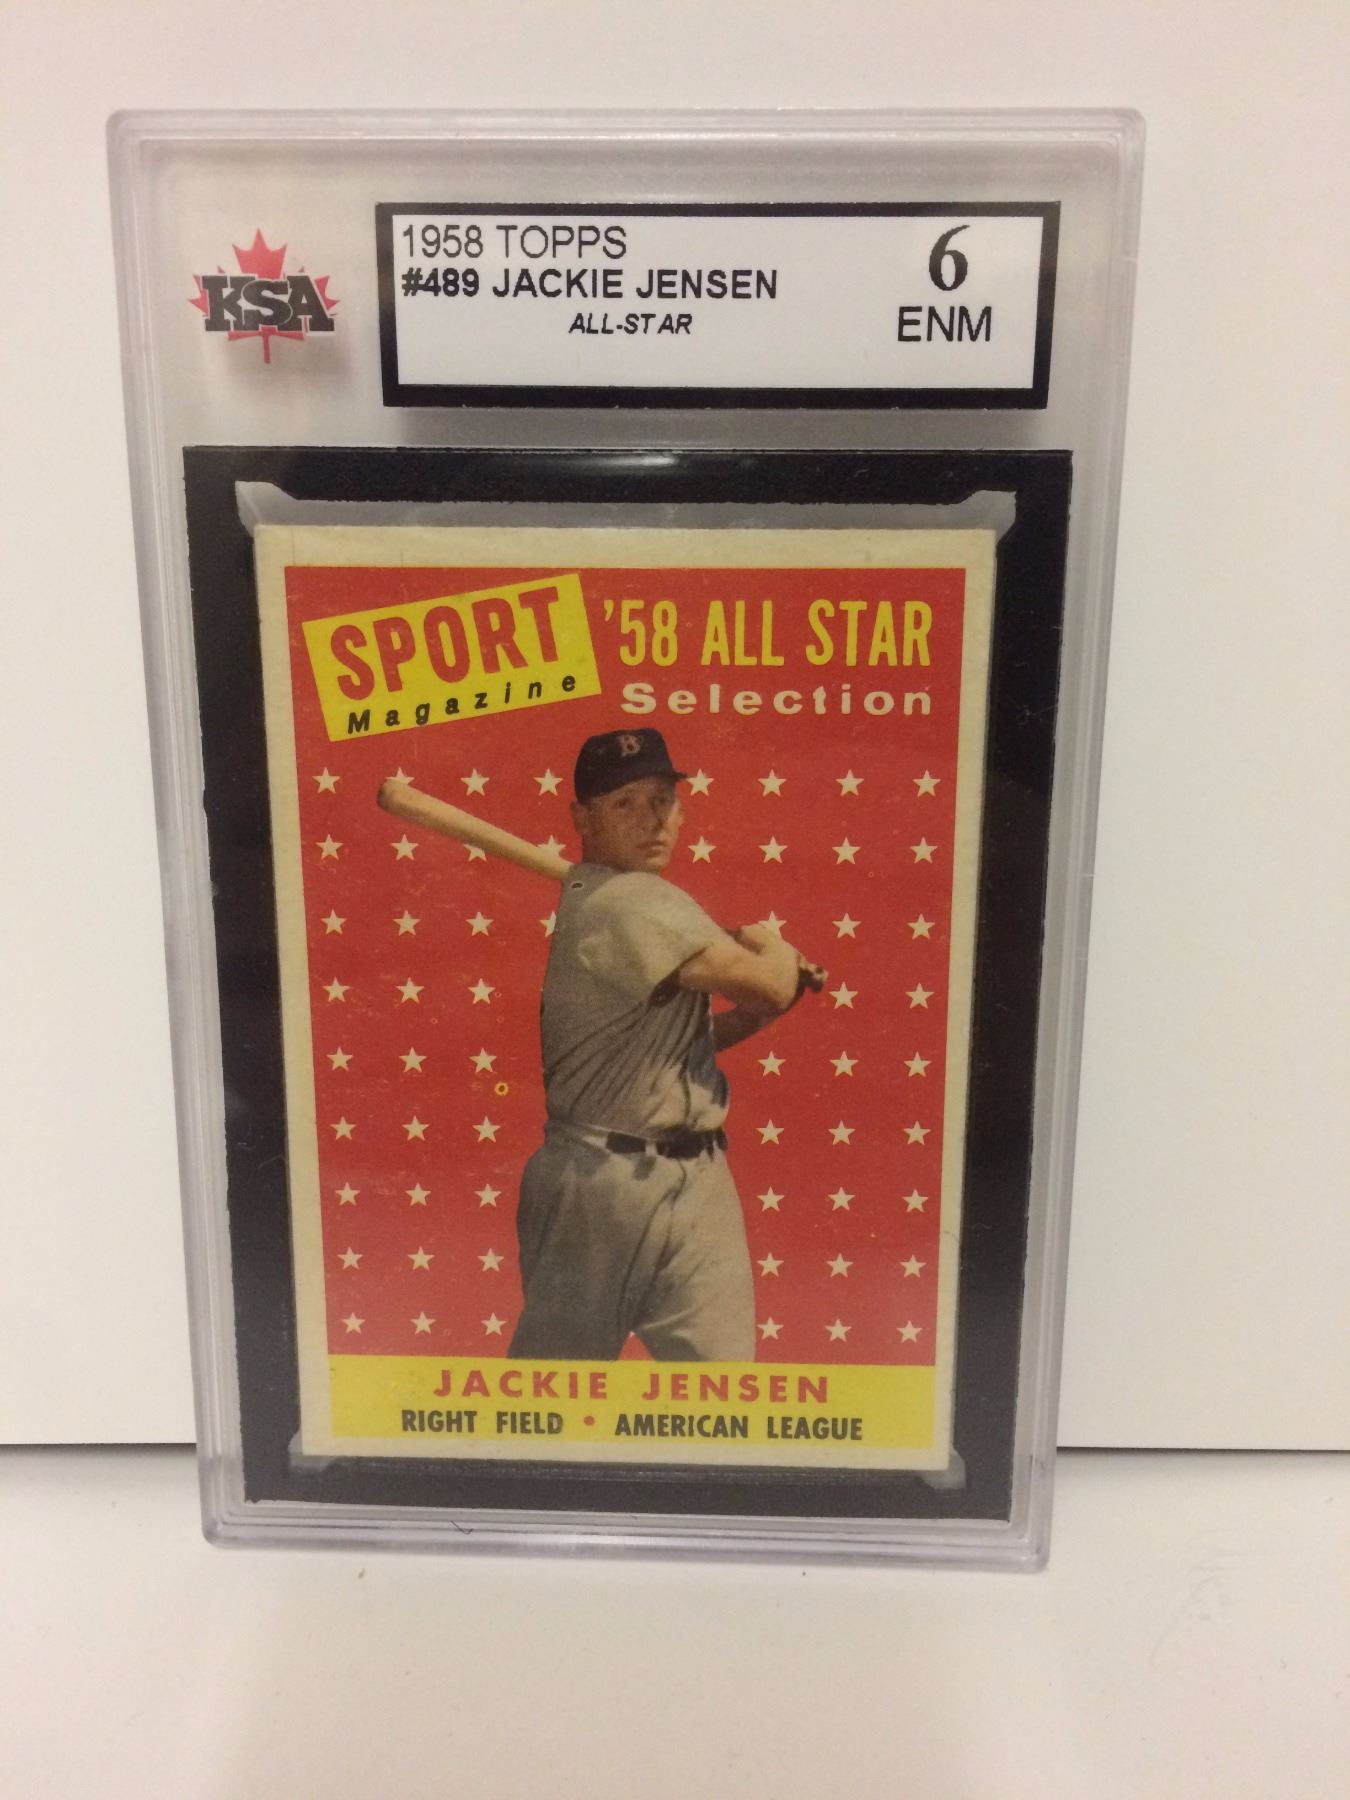 KSA
1958 TOPPS
#489 JACKIE JENSEN
ALL-STAR
6
ENM
SPORT
Magazine
'58 ALL STAR
Selection
B
JACKIE JENSEN
RIGHT FIELD • AMERICAN LEAGUE